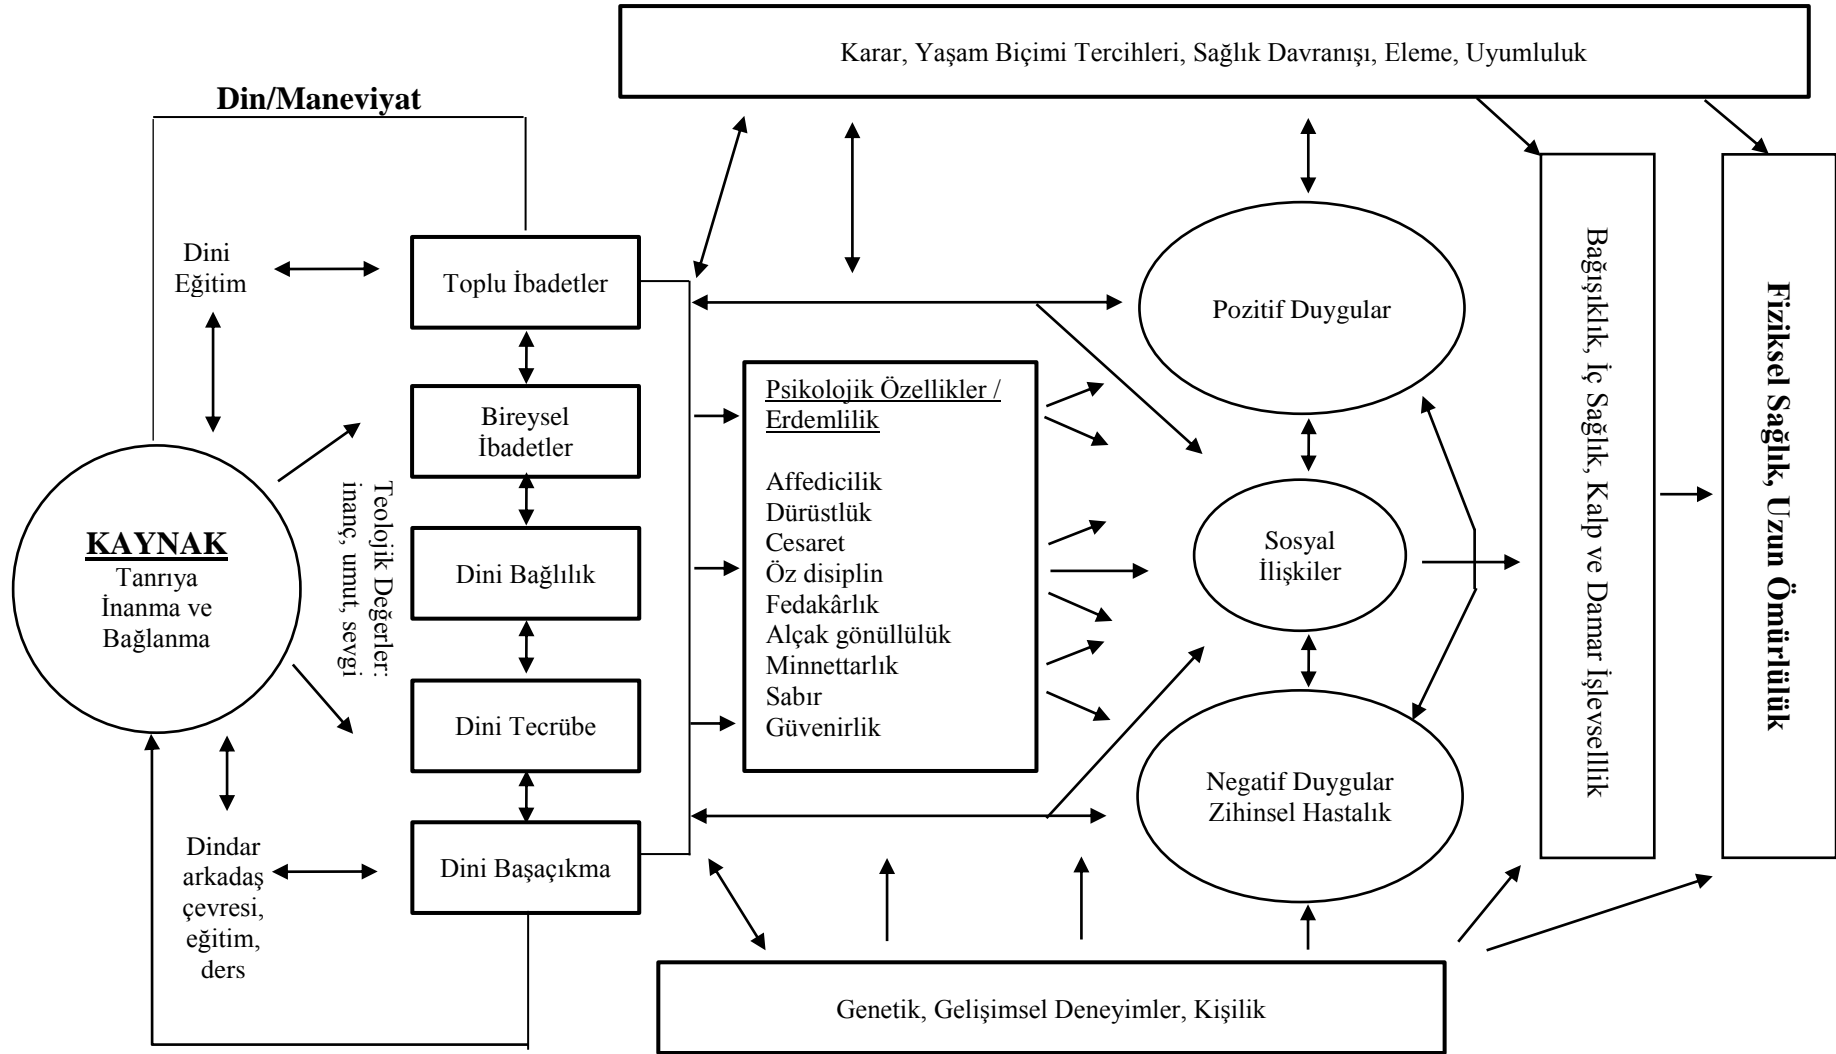 Karar, Yaşam Biçimi Tercihleri, Sağlık Davranışı, Eleme, Uyumluluk
Din/Maneviyat
Dini
Eğitim
Toplu İbadetler
Bireysel
İbadetler
Dini Bağlılık
Dini Tecrübe
Dini Başaçıkma
KAYNAK
Tanrıya
İnanma ve
Bağlanma
Teolojik Değerler:
inanç, umut, sevgi
Dindar
arkadaş
çevresi,
eğitim,
ders
Psikolojik Özellikler /
Erdemlilik
Affedicilik
Dürüstlük
Cesaret
Öz disiplin
Fedakârlık
Alçak gönüllülük
Minnettarlık
Sabır
Güvenirlik
Pozitif Duygular
Sosyal
İlişkiler
Negatif Duygular
Zihinsel Hastalık
Bağışıklık, İç Sağlık, Kalp ve Damar İşlevselllik
Fiziksel Sağlık, Uzun Ömürlülük
Genetik, Gelişimsel Deneyimler, Kişilik